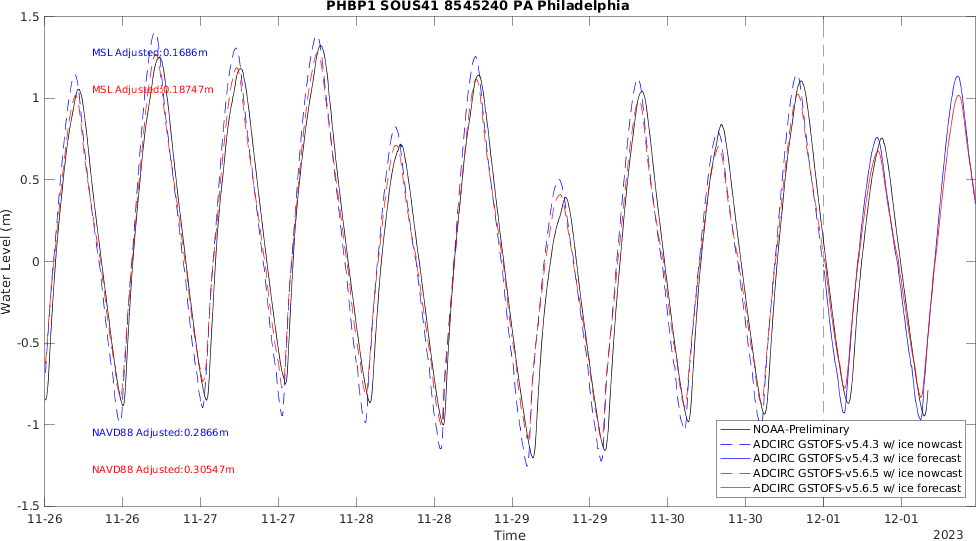 PHBP1 SOUS41 8545240 PA Philadelphia
1.5
1
0.5
0
-0.5
-1
-1.5
Water Level (m)
MSL Adjusted:0.1686m
MSL Adjusted:0.18747m
NAVD88 Adjusted:0.2866m
NAVD88 Adjusted:0.30547m
NOAA-Preliminary
ADCIRC GSTOFS-v5.4.3 w/ ice nowcast
ADCIRC GSTOFS-v5.4.3 w/ ice forecast
ADCIRC GSTOFS-v5.6.5 w/ ice nowcast
ADCIRC GSTOFS-v5.6.5 w/ ice forecast
11-26 11-26 11-27 11-27 11-28 11-28 11-29 11-29 11-30 11-30 12-01 12-01
Time
2023